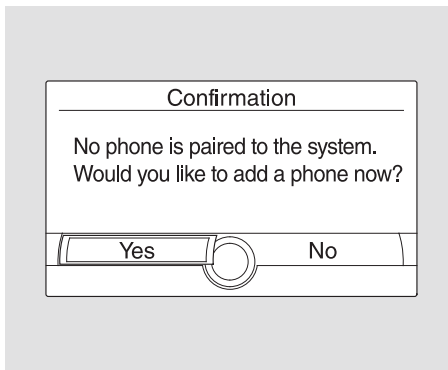 Confirmation
No phone is paired to the system.
Would you like to add a phone now?
Yes No